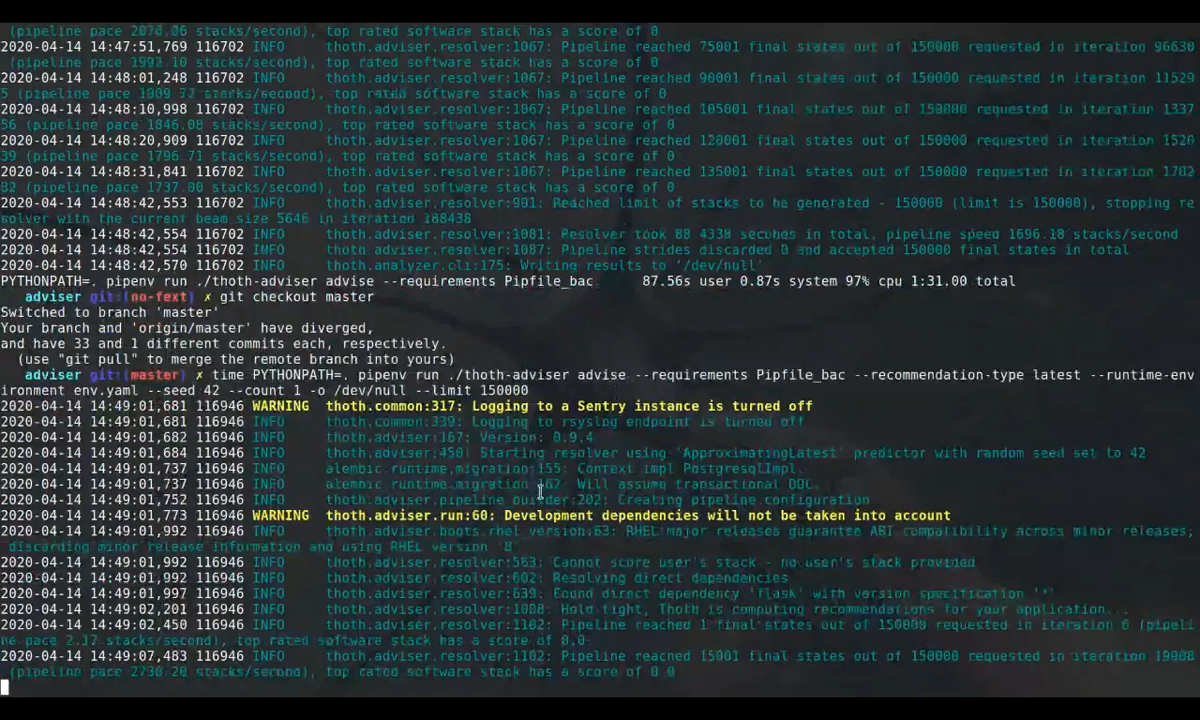 (pipeline pace 2070.06 stacks/second), top rated software stack has a score of 0
2020-04-14 14:47:51,769 116702 INFO     thoth.adviser.resolver:1067: Pipeline reached 75001 final states out of 150000 requested in iteration 96630
 (pipeline pace 1992.10 stacks/second), top rated software stack has a score of 0
2020-04-14 14:48:01,248 116702 INFO     thoth.adviser.resolver:1067: Pipeline reached 90001 final states out of 150000 requested in iteration 11529
5 (pipeline pace stacks/second), top rated software stack has a score of 0
2020-04-14 14:48:10,998 116702 INFO     thoth.adviser.resolver:1067: Pipeline reached 105001 final states out of 150000 requested in iteration 1337
56 (pipeline pace 1846.08 stacks/second), top rated software stack has a score of 0
2020-04-14 14:48:20,909 116702 INFO     thoth.adviser.resolver:1067: Pipeline reached 120001 final states out of 150000 requested in iteration 1520
39 (pipeline pace 1796.71 stacks/second), top rated software stack has a score of 0
2020-04-14 14:48:31,841 116702 INFO     thoth.adviser.resolver:1067: Pipeline reached 135001 final states out of 150000 requested in iteration 1702
82 (pipeline pace 1737.00 stacks/second), top rated software stack has a score of 0
2020-04-14 14:48:42,553 116702 INFO     thoth.adviser.resolver:901: Reached limit of stacks to be generated - 150000 (limit is 150000), stopping re
solver with the current beam size 5646 in iteration 188438
2020-04-14 14:48:42,554 116702 INFO     thoth.adviser.resolver:1081: Resolver took 88.4338 seconds in total, pipeline speed 1696.18 stacks/second
2020-04-14 14:48:42,554 116702 INFO     thoth.adviser.resolver:1087: Pipeline strides discarded 0 and accepted 150000 final states in total
2020-04-14 14:48:42,570 116702 INFO     thoth.analyzer.cli:175: Writing results to '/dev/null'
PYTHONPATH=. pipenv run ./thoth-adviser advise --requirements Pipfile_bac      87.56s user 0.87s system 97% cpu 1:31.00 total
adviser git:(no-fext) ✗ git checkout master
Switched to branch 'master'
Your branch and 'origin/master' have diverged,
and have 33 and 1 different commits each, respectively.
  (use "git pull" to merge the remote branch into yours)
adviser git:(master) ✗ time PYTHONPATH=. pipenv run ./thoth-adviser advise --requirements Pipfile_bac --recommendation-type latest --runtime-env
ironment env.yaml --seed 42 --count 1 -o /dev/null --limit 150000
2020-04-14 14:49:01,681 116946 WARNING  thoth.common:317: Logging to a Sentry instance is turned off
2020-04-14 14:49:01,681 116946 INFO     thoth.common:339: Logging to rsyslog endpoint is turned off
2020-04-14 14:49:01,682 116946 INFO     thoth.adviser:167: Version: 0.9.4
2020-04-14 14:49:01,684 116946 INFO     thoth.adviser:450: Starting resolver using 'ApproximatingLatest' predictor with random seed set to 42
2020-04-14 14:49:01,737 116946 INFO     alembic.runtime.migration:155: Context impl PostgresqlImpl.
2020-04-14 14:49:01,737 116946 INFO     alembic.runtime.migration:162: Will assume transactional DDL.
2020-04-14 14:49:01,752 116946 INFO     thoth.adviser.pipeline_builder:202: Creating pipeline configuration
2020-04-14 14:49:01,773 116946 WARNING  thoth.adviser.run:60: Development dependencies will not be taken into account
2020-04-14 14:49:01,992 116946 INFO     thoth.adviser.boots.rhel_version:63: RHEL major releases guarantee ABI compatibility across minor releases,
 discarding minor release information and using RHEL version '8'
2020-04-14 14:49:01,992 116946 INFO     thoth.adviser.resolver:563: Cannot score user's stack - no user's stack provided
2020-04-14 14:49:01,992 116946 INFO     thoth.adviser.resolver:602: Resolving direct dependencies
2020-04-14 14:49:01,997 116946 INFO     thoth.adviser.resolver:639: Found direct dependency 'flask' with version specification '*'
2020-04-14 14:49:02,201 116946 INFO     thoth.adviser.resolver:1008: Hold tight, Thoth is computing recommendations for your application...
2020-04-14 14:49:02,450 116946 INFO     thoth.adviser.resolver:1102: Pipeline reached 1 final states out of 150000 requested in iteration 6 (pipeli
ne pace 2.17 stacks/second), top rated software stack has a score of 0.0
2020-04-14 14:49:07,483 116946 INFO     thoth.adviser.resolver:1102: Pipeline reached 15001 final states out of 150000 requested in iteration 19908
 (pipeline pace 2730.20 stacks/second), top rated software stack has a score of 0.0